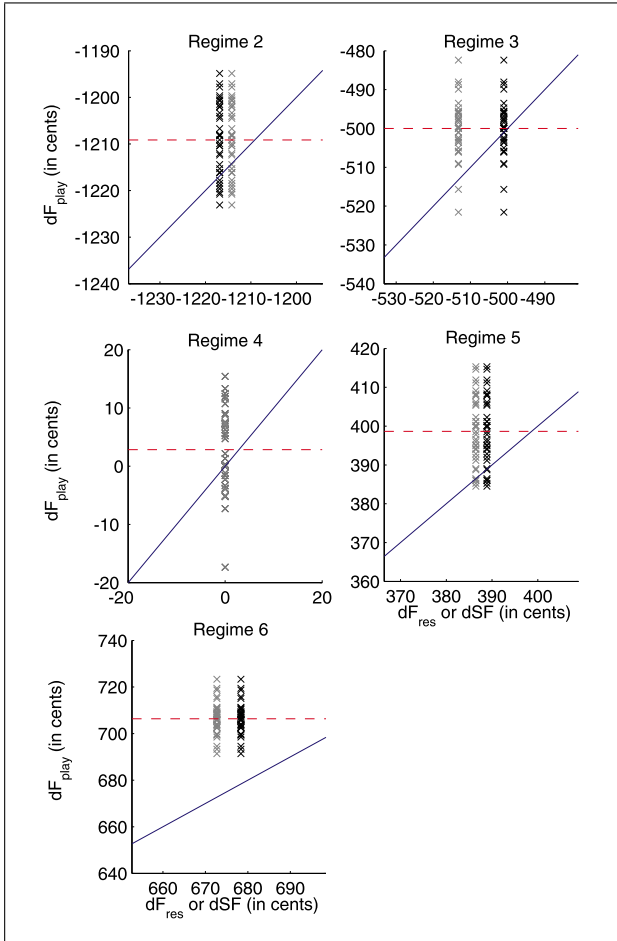 Regime 2
-1190
-1200
-1210
-1220
-1230
-1240
-1230-1220-1210-1200
dF_play (in cents)
Regime 3
-480
-490
-500
-510
-520
-530
-540
-530-520-510-500-490
Regime 4
20
10
0
-10
-20
-20 0 20
dF_play (in cents)
Regime 5
420
410
400
390
380
370
360
370 380 390 400
dF_res or dSF (in cents)
Regime 6
740
720
700
680
660
640
660 670 680 690
dF_play (in cents)
dF_res or dSF (in cents)